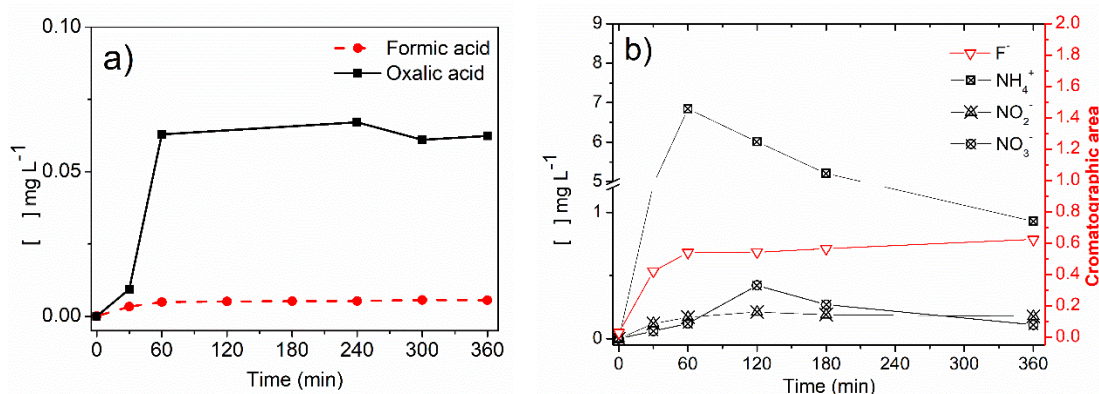 a)
Formic acid
Oxalic acid
0.10
0.05
0.00
[ ] mg L⁻¹
0 60 120 180 240 300 360
Time (min)
b)
F⁻
NH₄⁺
NO₂⁻
NO₃⁻
9
8
7
6
5
1
0
[ ] mg L⁻¹
2.0
1.8
1.6
1.4
1.2
1.0
0.8
0.6
0.4
0.2
0.0
Cromatographic area
0 60 120 180 240 300 360
Time (min)